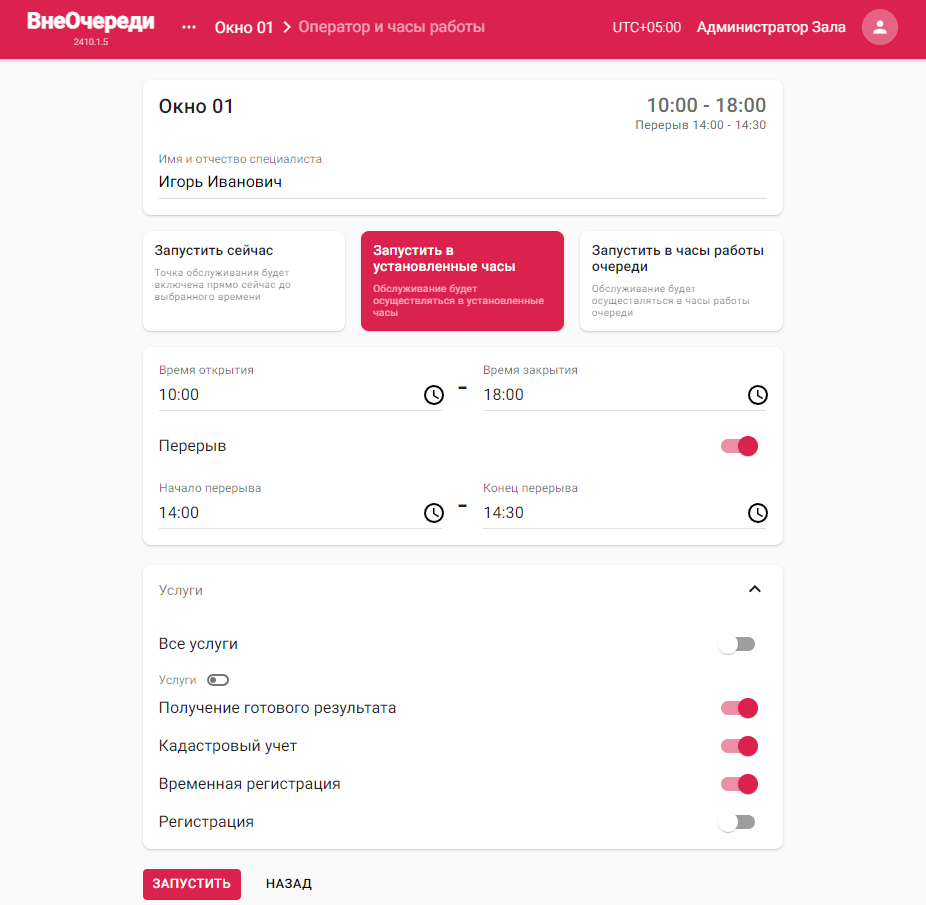 ВнеОчереди
2410.1.5
··· Окно 01 > Оператор и часы работы
UTC+05:00 Администратор Зала
Окно 01
10:00 - 18:00
Перерыв 14:00 - 14:30
Имя и отчество специалиста
Игорь Иванович
Запустить сейчас
Точка обслуживания будет
включена прямо сейчас до
выбранного времени
Запустить в
установленные часы
Обслуживание будет
осуществляться в установленные
часы
Запустить в часы работы
очереди
Обслуживание будет
осуществляться в часы работы
очереди
Время открытия
10:00
-
Время закрытия
18:00
Перерыв
Начало перерыва
14:00
-
Конец перерыва
14:30
Услуги
Все услуги
Услуги
Получение готового результата
Кадастровый учет
Временная регистрация
Регистрация
ЗАПУСТИТЬ
НАЗАД